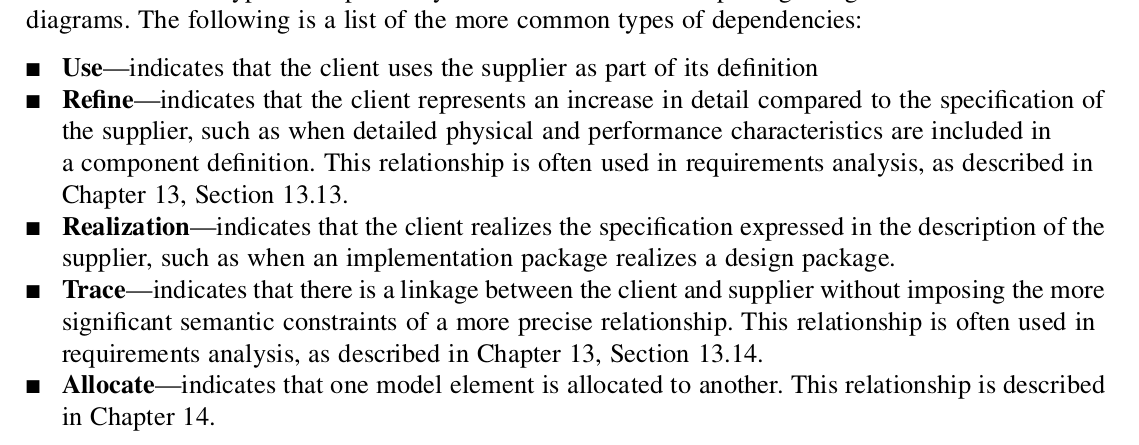 diagrams. The following is a list of the more common types of dependencies:
■ Use—indicates that the client uses the supplier as part of its definition
■ Refine—indicates that the client represents an increase in detail compared to the specification of
the supplier, such as when detailed physical and performance characteristics are included in
a component definition. This relationship is often used in requirements analysis, as described in
Chapter 13, Section 13.13.
■ Realization—indicates that the client realizes the specification expressed in the description of the
supplier, such as when an implementation package realizes a design package.
■ Trace—indicates that there is a linkage between the client and supplier without imposing the more
significant semantic constraints of a more precise relationship. This relationship is often used in
requirements analysis, as described in Chapter 13, Section 13.14.
■ Allocate—indicates that one model element is allocated to another. This relationship is described
in Chapter 14.